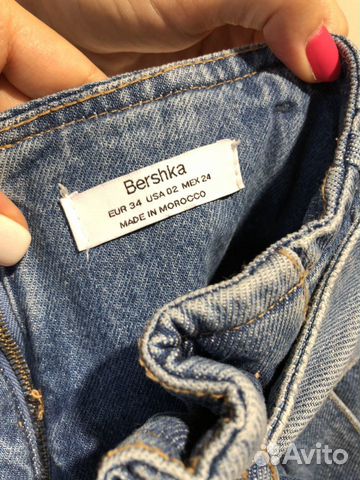 Bershka
EUR 34 USA 02 MEX 24
MADE IN MOROCCO
Avito